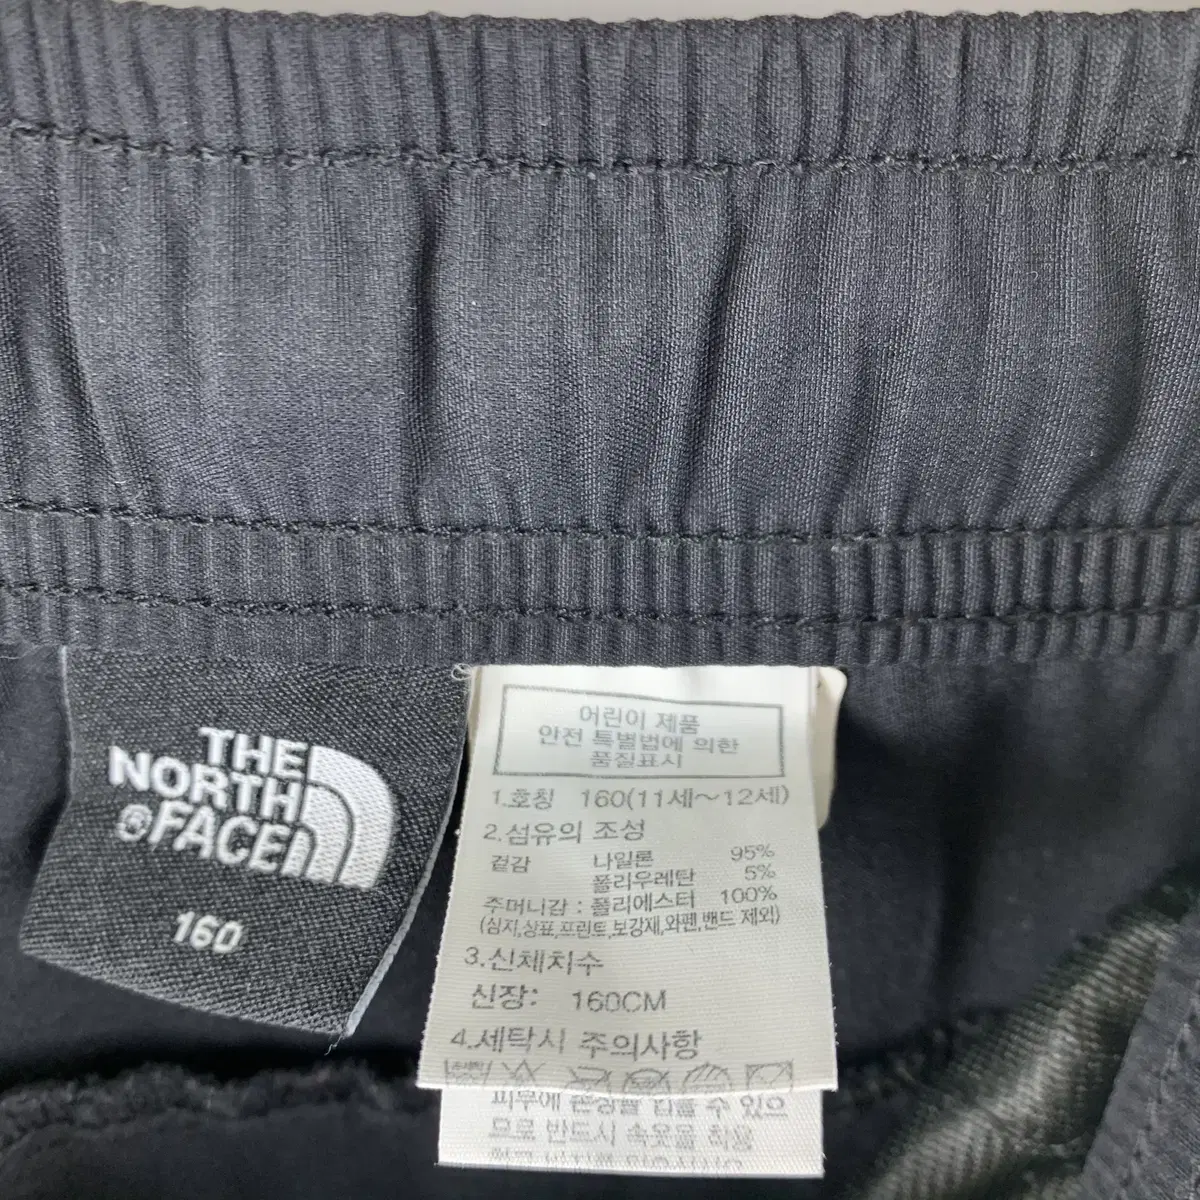 THE
NORTH
FACE
160
어린이 제품
안전 특별법에 의한
품질표시
1.호칭 160(11세~12세)
2.섬유의 조성
겉감 나일론 95%
폴리우레탄 5%
주머니감 : 폴리에스터 100%
(심지,상표,프린트,보강재,와펜,밴드 제외)
3.신체치수
신장: 160CM
4.세탁시 주의사항
피부에 손상을 입을 수 있으
므로 반드시 속옷을 착용